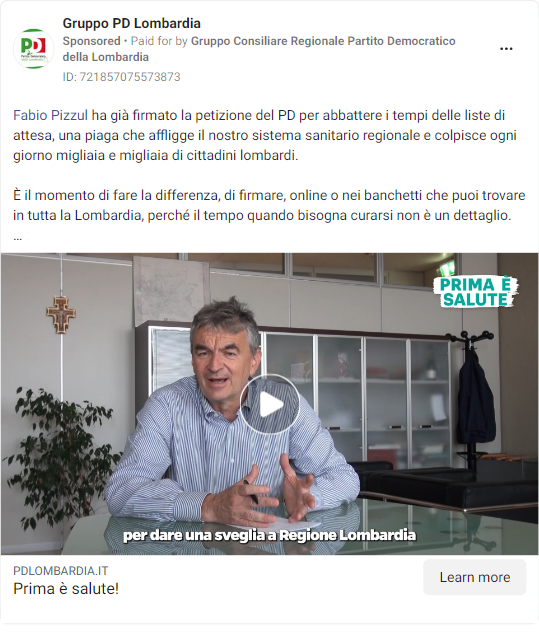 Gruppo PD Lombardia
Sponsored • Paid for by Gruppo Consiliare Regionale Partito Democratico
della Lombardia
ID: 721857075573873
PD
Fabio Pizzul ha già firmato la petizione del PD per abbattere i tempi delle liste di
attesa, una piaga che affligge il nostro sistema sanitario regionale e colpisce ogni
giorno migliaia e migliaia di cittadini lombardi.
È il momento di fare la differenza, di firmare, online o nei banchetti che puoi trovare
in tutta la Lombardia, perché il tempo quando bisogna curarsi non è un dettaglio.
...
PRIMA È
SALUTE
per dare una sveglia a Regione Lombardia
PDLOMBARDIA.IT
Prima è salute!
Learn more